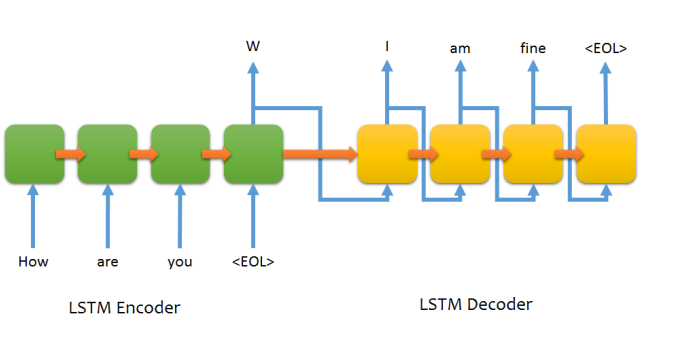 W I am fine <EOL>
How are you <EOL>
LSTM Encoder LSTM Decoder